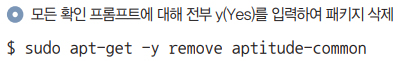 모든 확인 프롬프트에 대해 전부 y(Yes)를 입력하여 패키지 삭제
$ sudo apt-get -y remove aptitude-common